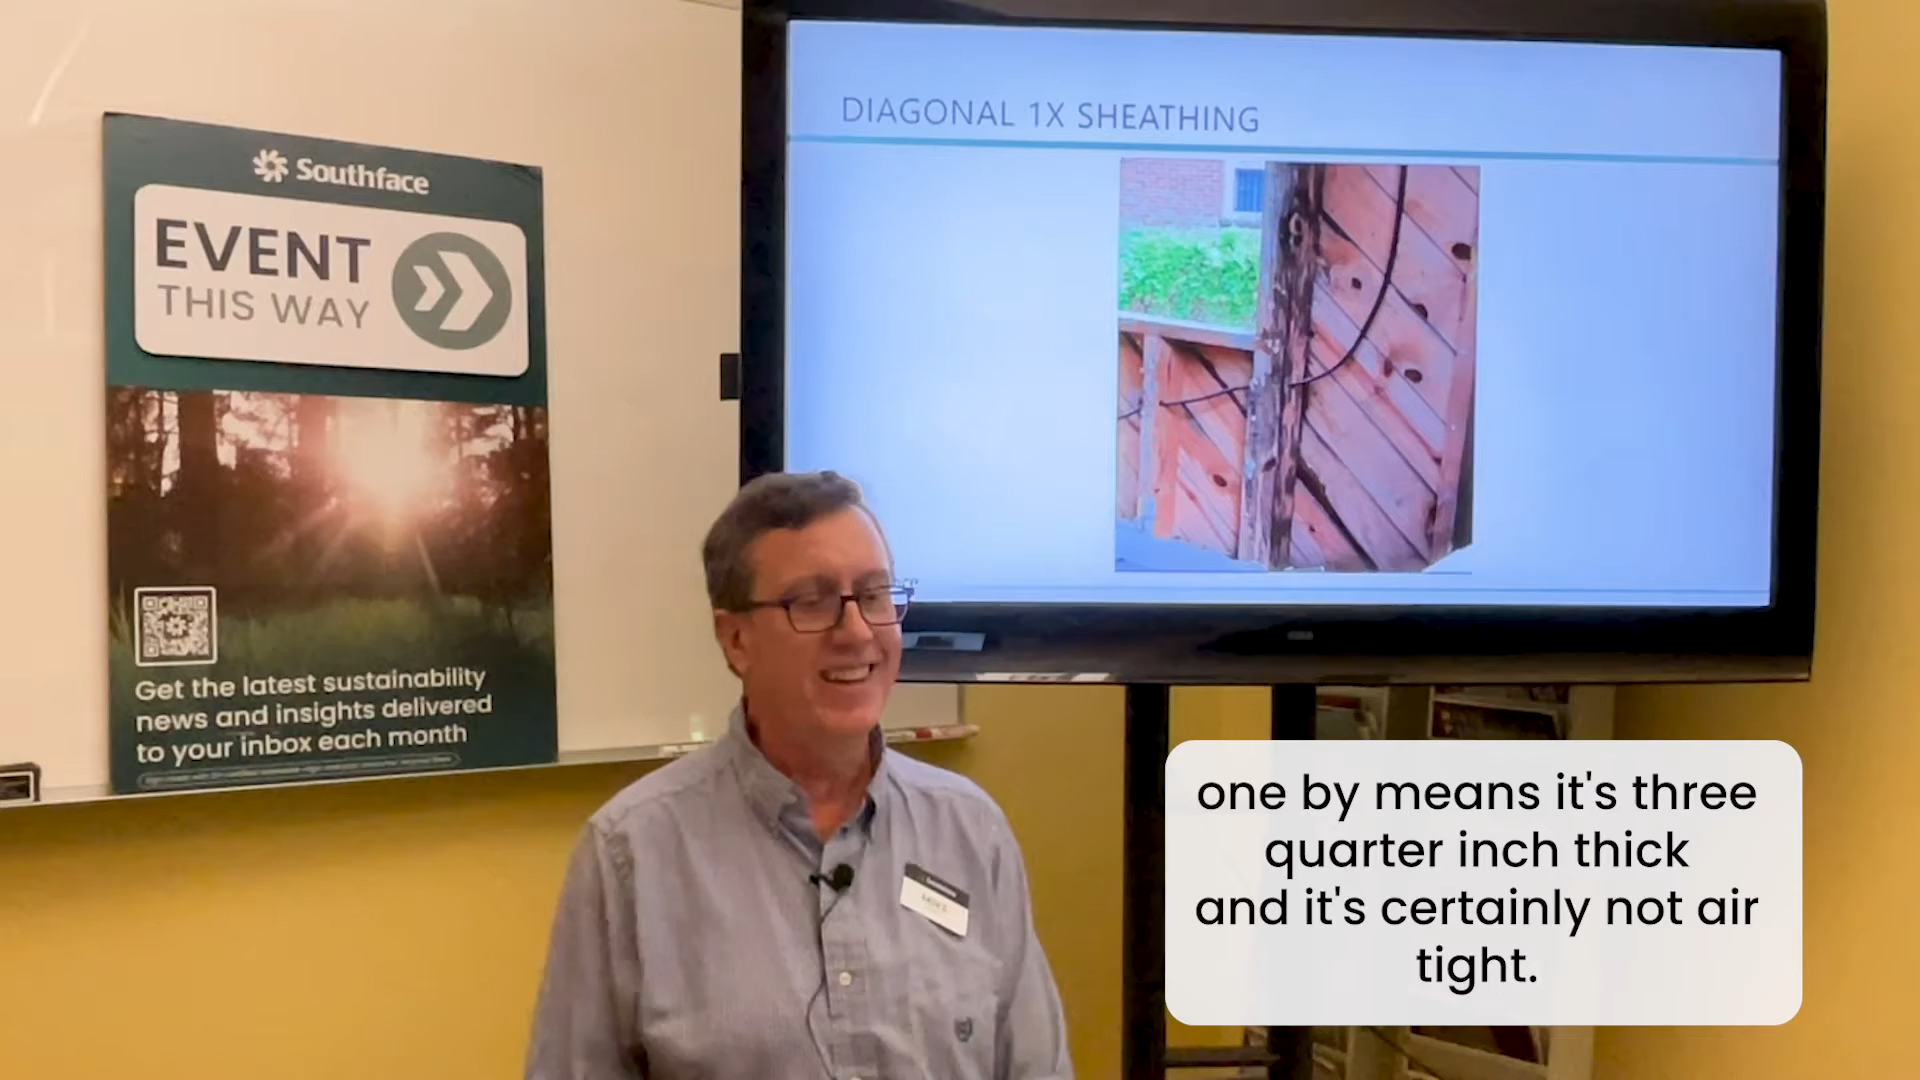 Southface
EVENT
THIS WAY
Get the latest sustainability
news and insights delivered
to your inbox each month
DIAGONAL 1X SHEATHING
one by means it's three
quarter inch thick
and it's certainly not air
tight.